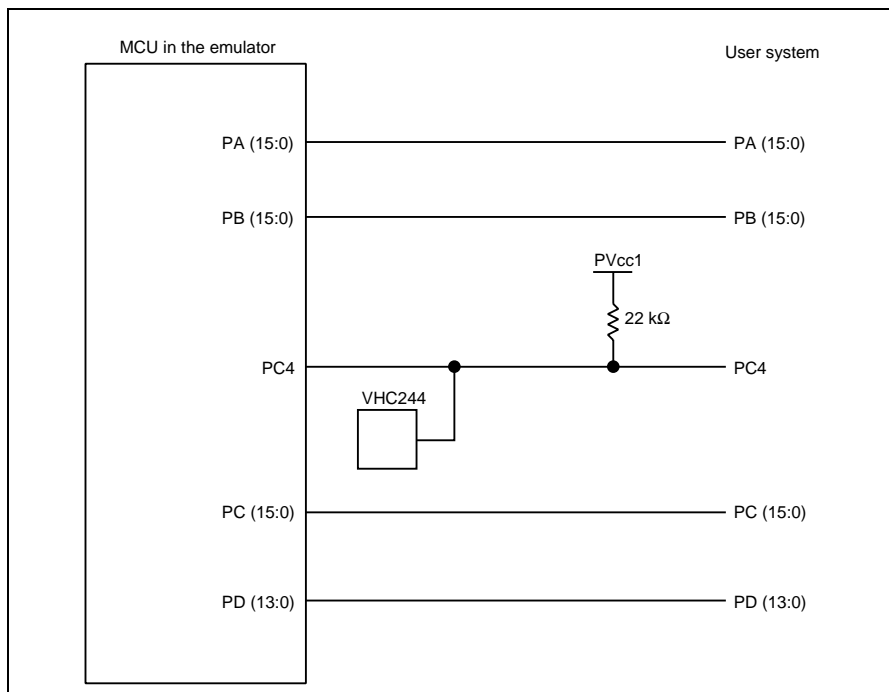 MCU in the emulator
User system
PA (15:0)
PA (15:0)
PB (15:0)
PB (15:0)
PVcc1
22 kΩ
PC4
PC4
VHC244
PC (15:0)
PC (15:0)
PD (13:0)
PD (13:0)